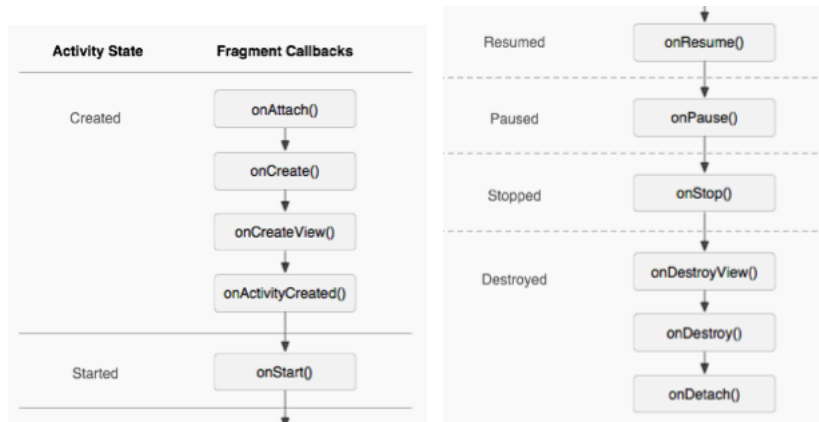 Activity State Fragment Callbacks
Created onAttach()
onCreate()
onCreateView()
onActivityCreated()
Started onStart()
Resumed onResume()
Paused onPause()
Stopped onStop()
Destroyed onDestroyView()
onDestroy()
onDetach()